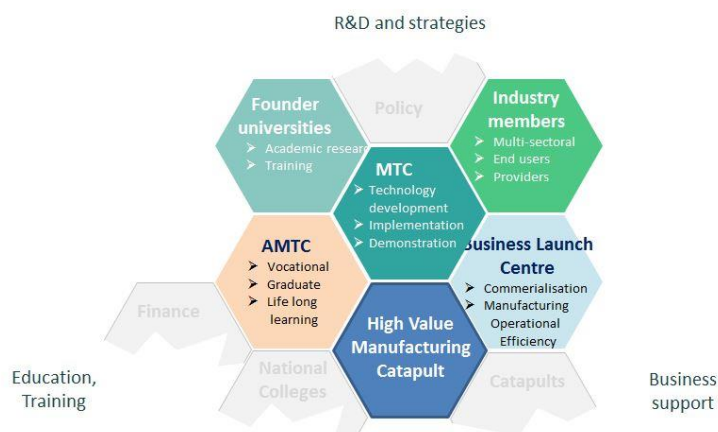 R&D and strategies
Policy
Founder
universities
➢ Academic researc
➢ Training
Industry
members
➢ Multi-sectoral
➢ End users
➢ Providers
MTC
➢ Technology
development
➢ Implementation
➢ Demonstration
AMTC
➢ Vocational
➢ Graduate
➢ Life long
learning
Business Launch
Centre
➢ Commerialisation
➢ Manufacturing
Operational
Efficiency
Finance
High Value
Manufacturing
Catapult
National
Colleges
Catapults
Education,
Training
Business
support